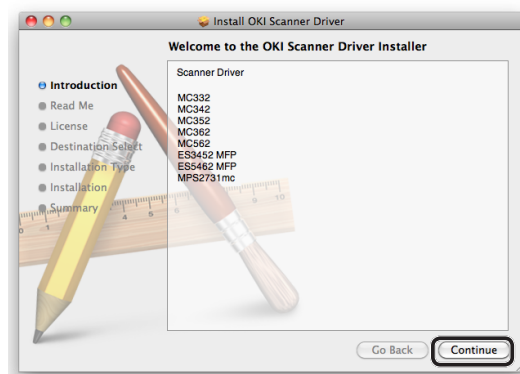 Install OKI Scanner Driver
Welcome to the OKI Scanner Driver Installer
Introduction
Read Me
License
Destination Select
Installation Type
Installation
Summary
Scanner Driver
MC332
MC342
MC352
MC362
MC562
ES3452 MFP
ES5462 MFP
MPS2731mc
Go Back
Continue